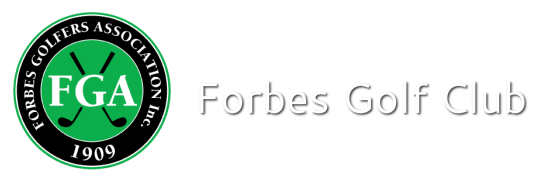 FORBES GOLFERS ASSOCIATION Inc.
FGA
1909
Forbes Golf Club